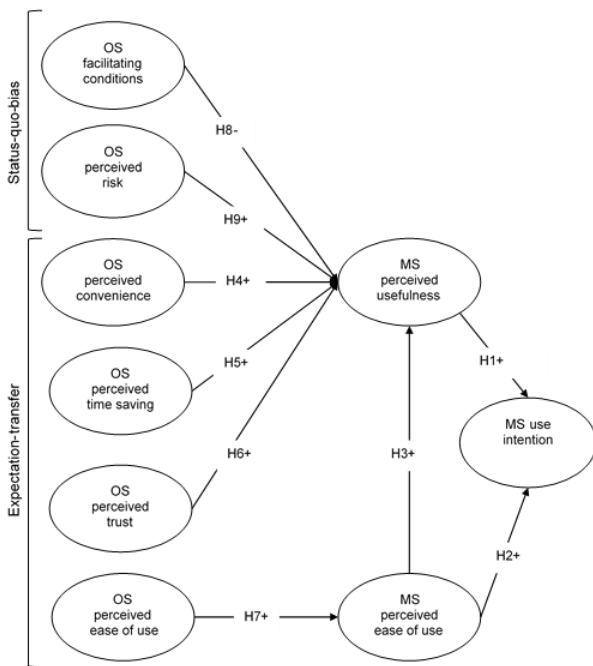 Status-quo-bias
OS
facilitating
conditions
H8-
OS
perceived
risk
H9+
Expectation-transfer
OS
perceived
convenience
H4+
MS
perceived
usefulness
H1+
OS
perceived
time saving
H5+
MS use
intention
H6+
H3+
OS
perceived
trust
H2+
OS
perceived
ease of use
H7+
MS
perceived
ease of use